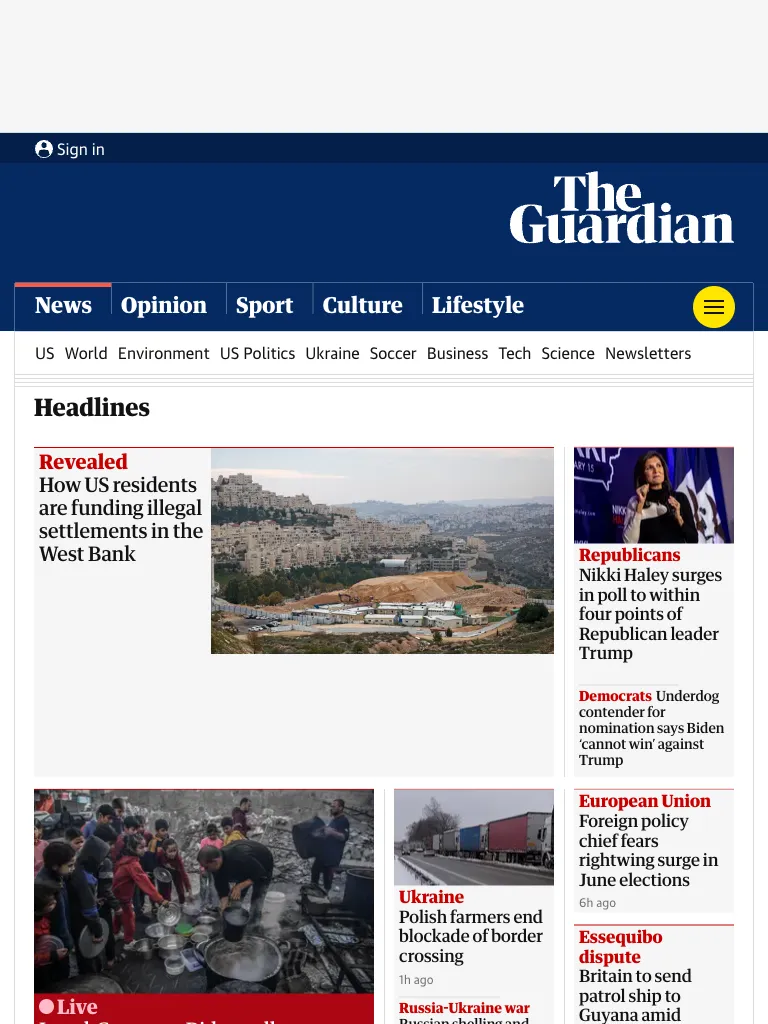 Sign in
The
Guardian
News Opinion Sport Culture Lifestyle
US World Environment US Politics Ukraine Soccer Business Tech Science Newsletters
Headlines
Revealed
How US residents
are funding illegal
settlements in the
West Bank
ARY 15
Republicans
Nikki Haley surges
in poll to within
four points of
Republican leader
Trump
Democrats Underdog
contender for
nomination says Biden
‘cannot win’ against
Trump
Live
Ukraine
Polish farmers end
blockade of border
crossing
1h ago
Russia-Ukraine war
Russian shelling and
European Union
Foreign policy
chief fears
rightwing surge in
June elections
6h ago
Essequibo
dispute
Britain to send
patrol ship to
Guyana amid